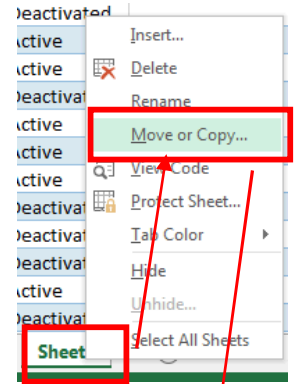 Deactivated
Active
Active
Deactivat
Active
Active
Active
Deactivat
Deactivat
Deactivat
Active
Deactivat
Insert...
Delete
Rename
Move or Copy...
View Code
Protect Sheet...
Tab Color
Hide
Unhide...
Select All Sheets
Sheet